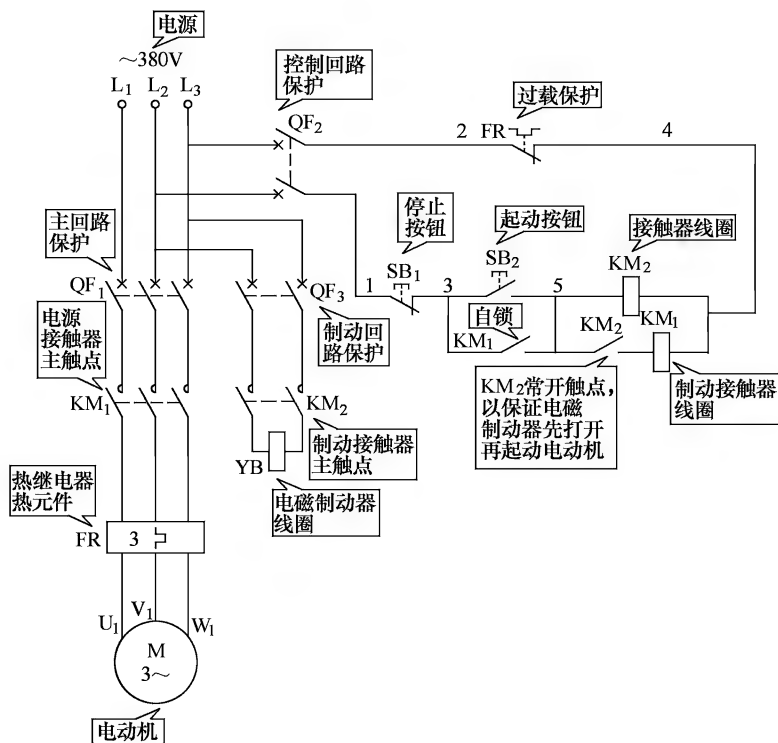 电源
～380V
L₁
L₂
L₃
控制回路
保护
QF₂
过载保护
2
FR
4
主回路
保护
QF₁
停止
按钮
SB₁
起动按钮
SB₂
接触器线圈
KM₂
1
3
5
QF₃
制动回
路保护
电源
接触器
主触点
KM₁
自锁
KM₁
KM₂
KM₁
KM₂常开触点，
以保证电磁
制动器先打开
再起动电动机
制动接触器
线圈
KM₂
制动接触器
主触点
YB
电磁制动器
线圈
热继电器
热元件
FR
3
U₁
V₁
W₁
M
3～
电动机